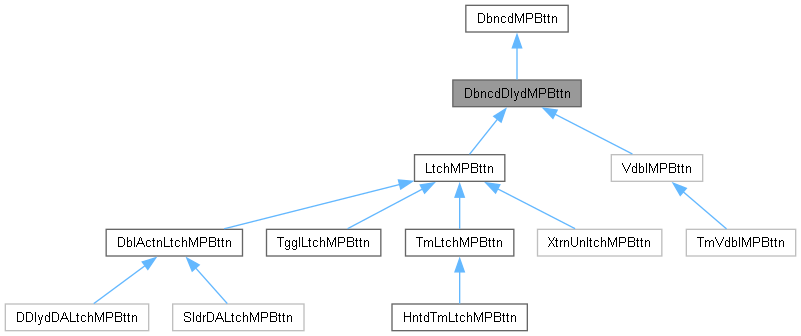 DbncdMPBttn
DbncdDlydMPBttn
LtchMPBttn
VdblMPBttn
DblActnLtchMPBttn
TgglLtchMPBttn
TmLtchMPBttn
XtrnUnltchMPBttn
TmVdblMPBttn
DDlydDALtchMPBttn
SldrDALtchMPBttn
HntdTmLtchMPBttn